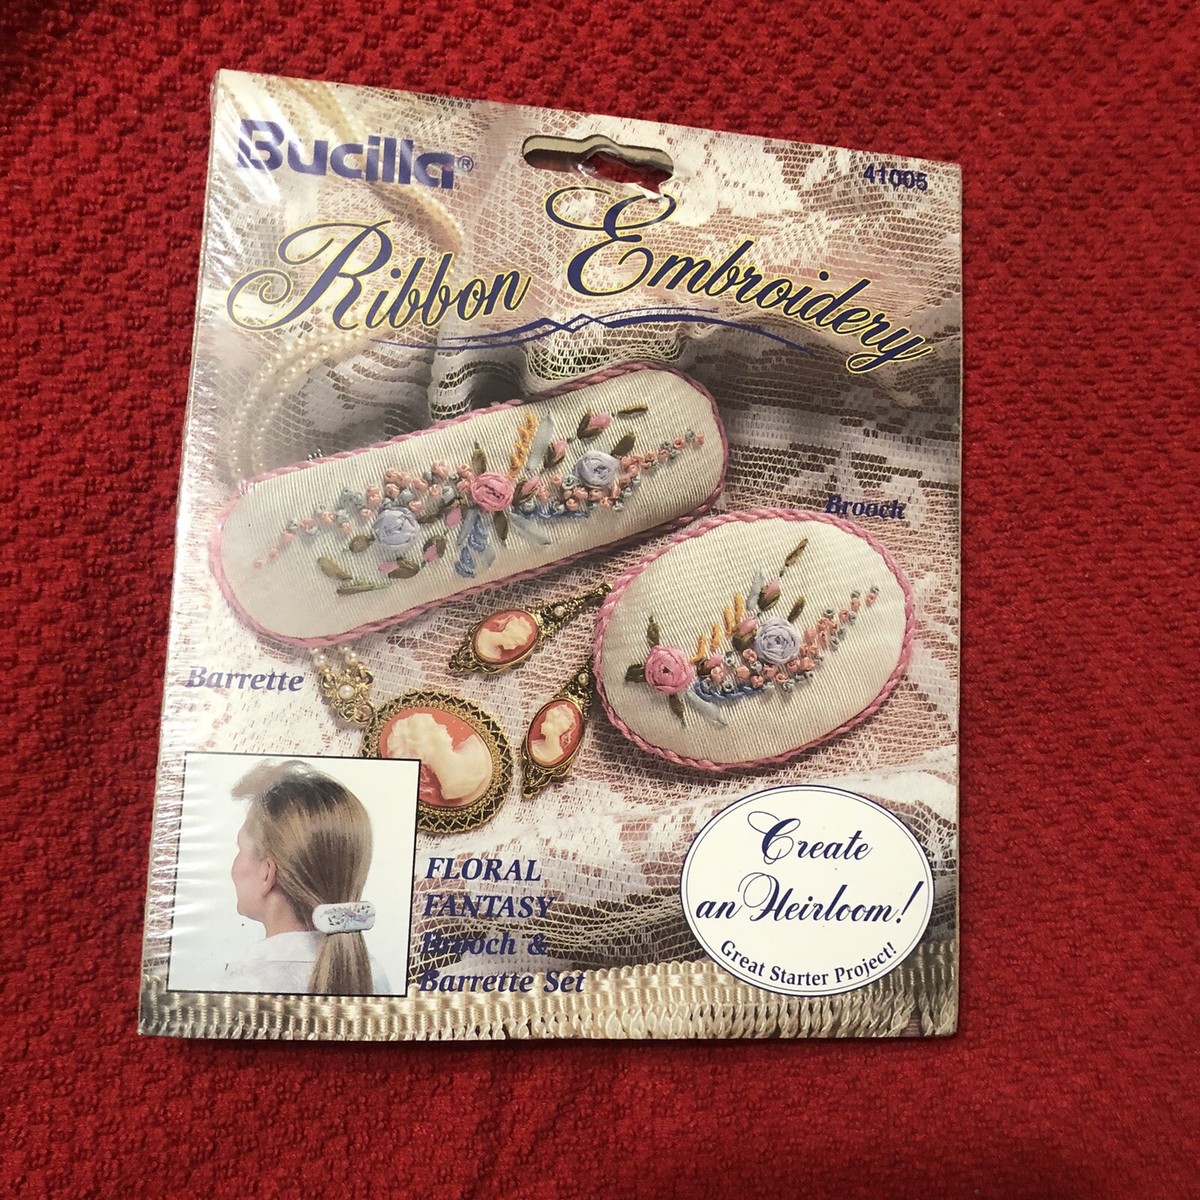 Bucilla®
41005
Ribbon Embroidery
Brooch
Barrette
FLORAL
FANTASY
Brooch &
Barrette Set
Create
an Heirloom!
Great Starter Project!